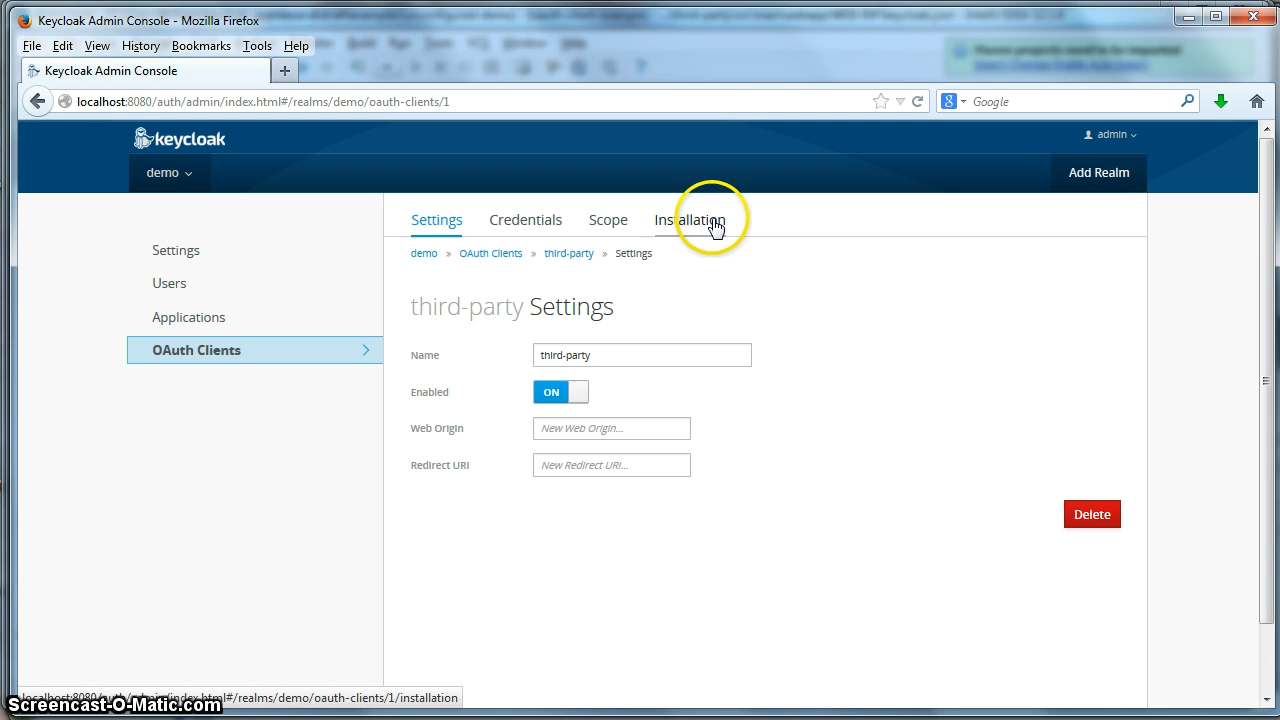 Keycloak Admin Console - Mozilla Firefox
File Edit View History Bookmarks Tools Help
Keycloak Admin Console
localhost:8080/auth/admin/index.html#/realms/demo/oauth-clients/1
Google
keycloak
admin
demo
Add Realm
Settings
Users
Applications
OAuth Clients
Settings Credentials Scope Installation
demo » OAuth Clients » third-party » Settings
third-party Settings
Name third-party
Enabled ON
Web Origin New Web Origin...
Redirect URI New Redirect URI...
Delete
localhost:8080/auth/admin/index.html#/realms/demo/oauth-clients/1/installation
Screencast-O-Matic.com